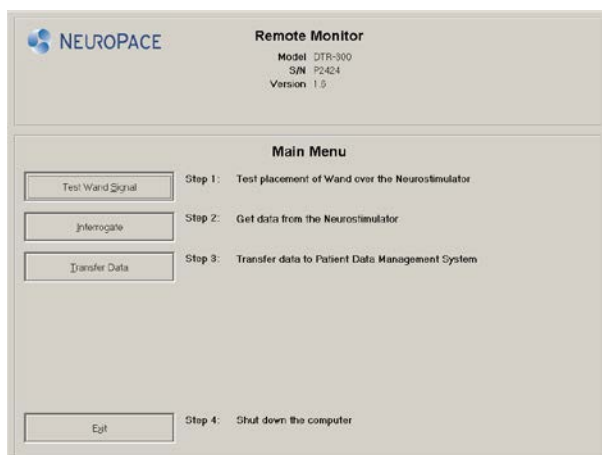 NEUROPACE
Remote Monitor
Model DTR-300
S/N P2424
Version 1.6
Main Menu
Test Wand Signal
Step 1: Test placement of Wand over the Neurostimulator
Interrogate
Step 2: Get data from the Neurostimulator
Transfer Data
Step 3: Transfer data to Patient Data Management System
Exit
Step 4: Shut down the computer